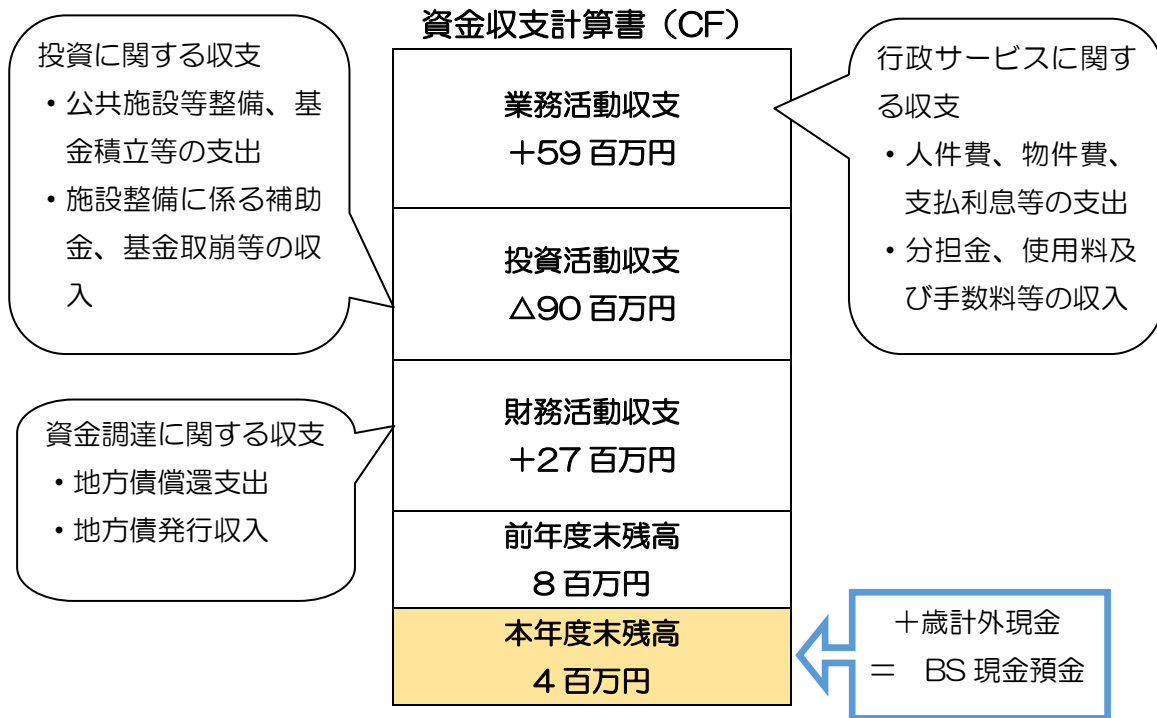 資金収支計算書（CF）
投資に関する収支
・公共施設等整備、基
金積立等の支出
・施設整備に係る補助
金、基金取崩等の収
入
業務活動収支
＋59 百万円
行政サービスに関す
る収支
・人件費、物件費、
支払利息等の支出
・分担金、使用料及
び手数料等の収入
投資活動収支
△90 百万円
資金調達に関する収支
・地方債償還支出
・地方債発行収入
財務活動収支
＋27 百万円
前年度末残高
8 百万円
本年度末残高
4 百万円
＋歳計外現金
＝　BS 現金預金